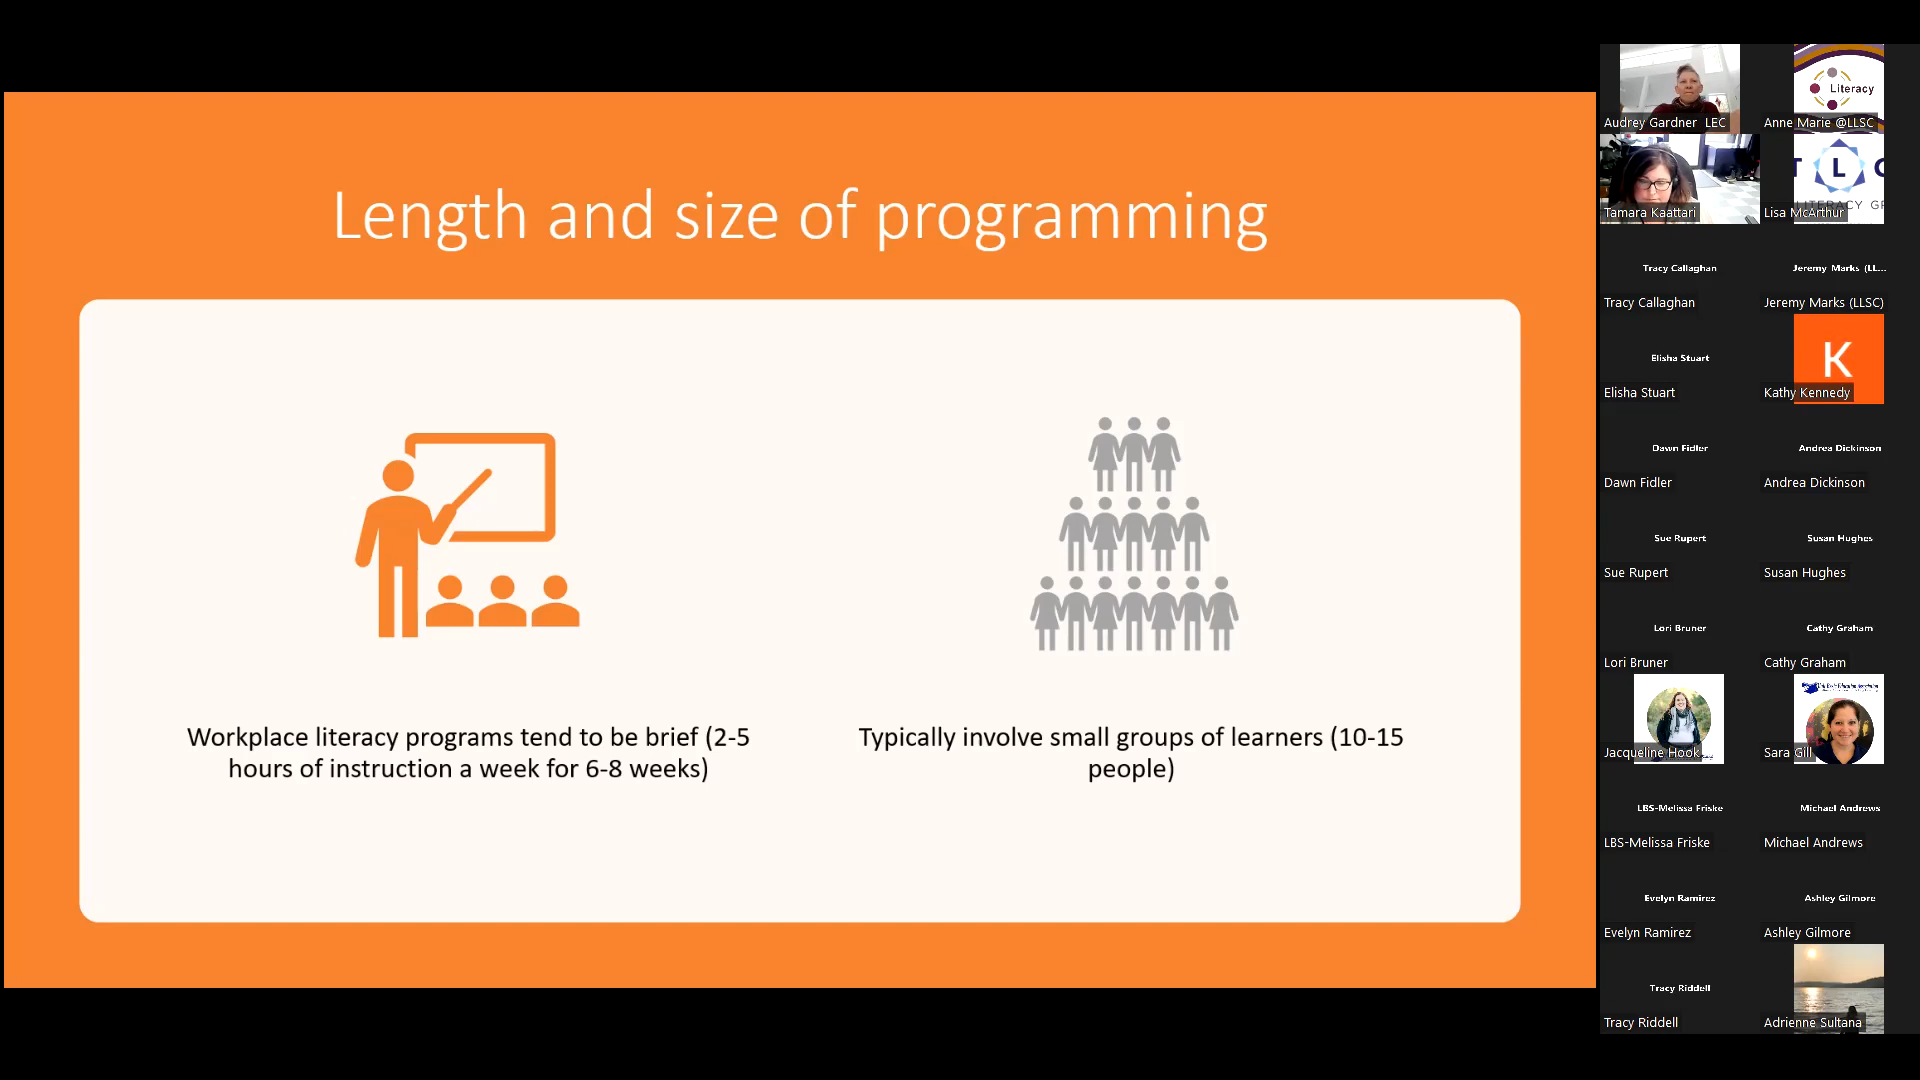 Length and size of programming
Workplace literacy programs tend to be brief (2-5
hours of instruction a week for 6-8 weeks)
Typically involve small groups of learners (10-15
people)
Audrey Gardner LEC
Literacy
Anne Marie @LLSC
Tamara Kaattari
T L C
LITERACY GR
Lisa McArthur
Tracy Callaghan
Tracy Callaghan
Jeremy Marks (LL...
Jeremy Marks (LLSC)
Elisha Stuart
Elisha Stuart
K
Kathy Kennedy
Dawn Fidler
Dawn Fidler
Andrea Dickinson
Andrea Dickinson
Sue Rupert
Sue Rupert
Susan Hughes
Susan Hughes
Lori Bruner
Lori Bruner
Cathy Graham
Cathy Graham
Jacqueline Hook...
Sara Gill
LBS-Melissa Friske
LBS-Melissa Friske
Michael Andrews
Michael Andrews
Evelyn Ramirez
Evelyn Ramirez
Ashley Gilmore
Ashley Gilmore
Tracy Riddell
Tracy Riddell
Adrienne Sultana